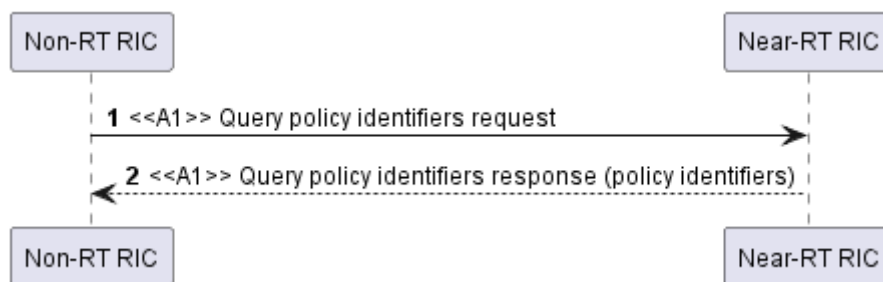 Non-RT RIC
Near-RT RIC
1 <<A1>> Query policy identifiers request
2 <<A1>> Query policy identifiers response (policy identifiers)
Non-RT RIC
Near-RT RIC